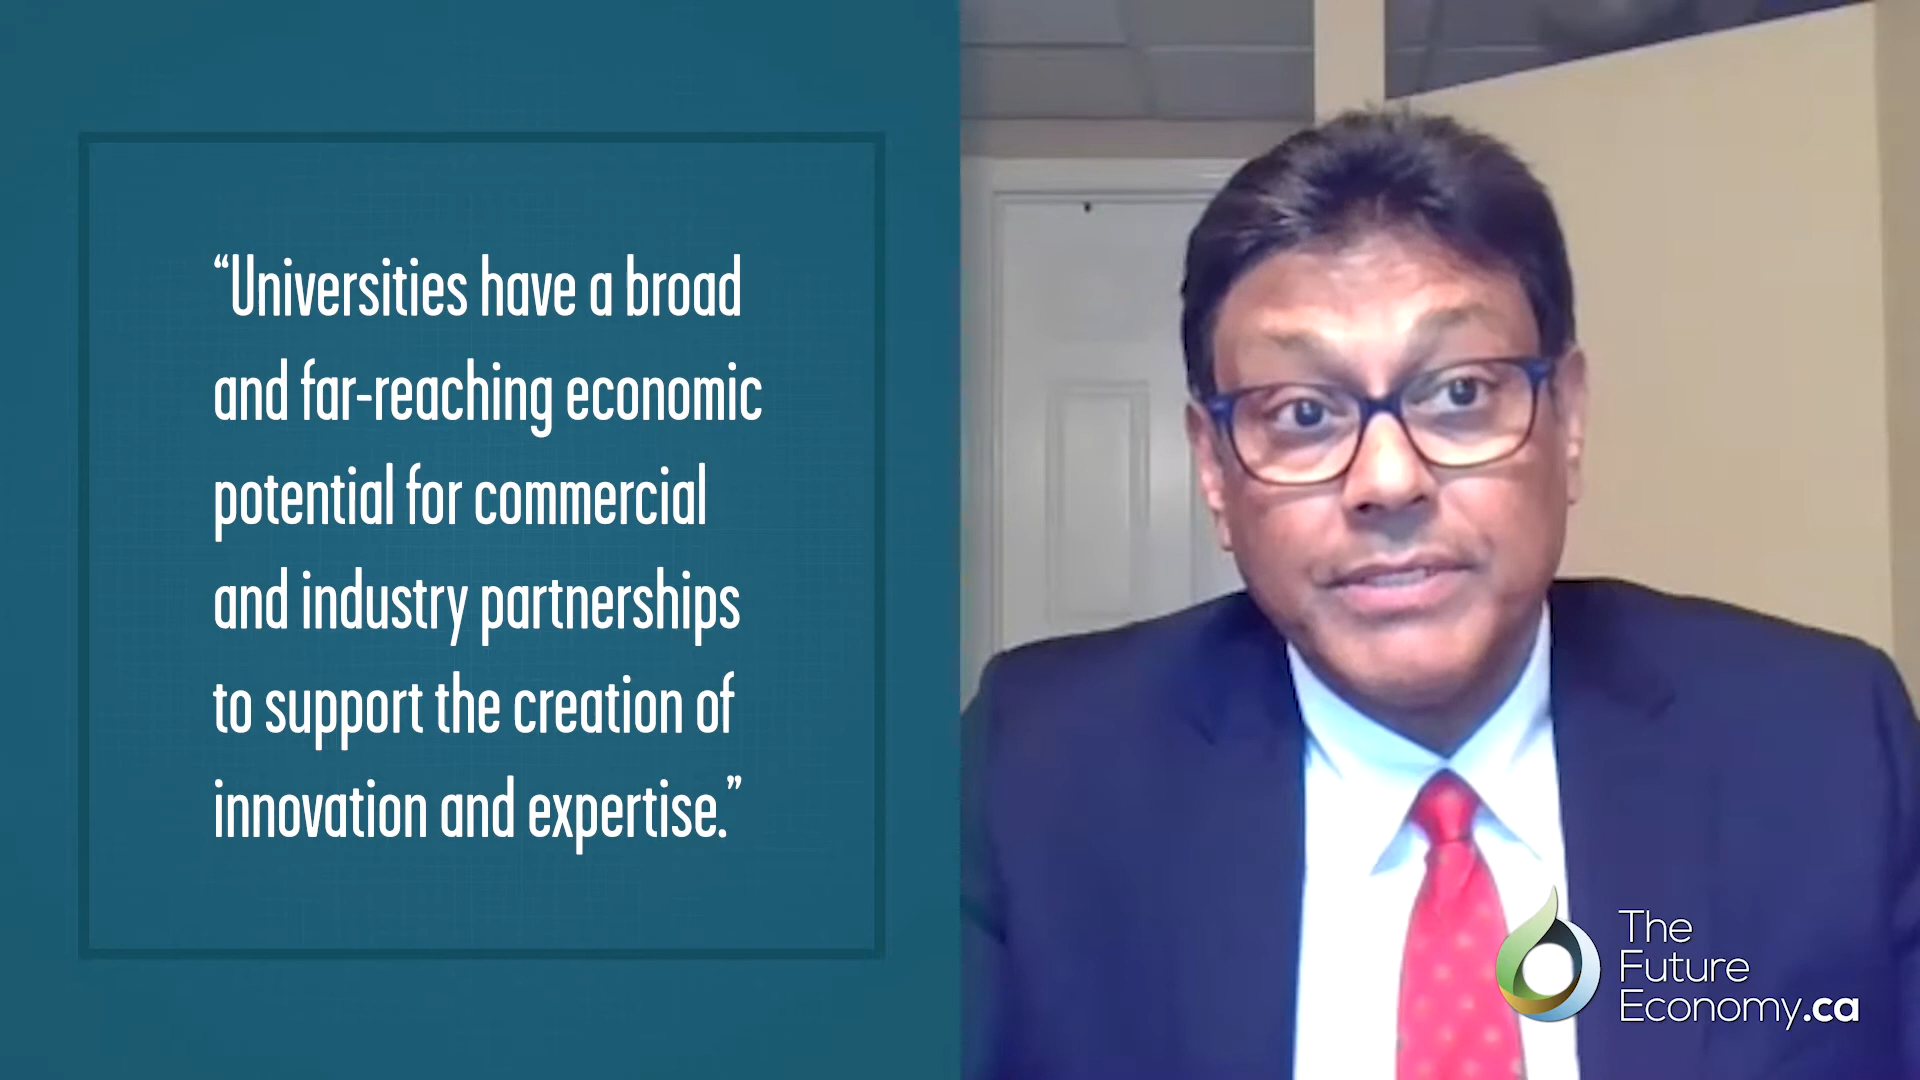 “Universities have a broad
and far-reaching economic
potential for commercial
and industry partnerships
to support the creation of
innovation and expertise.”
The
Future
Economy.ca